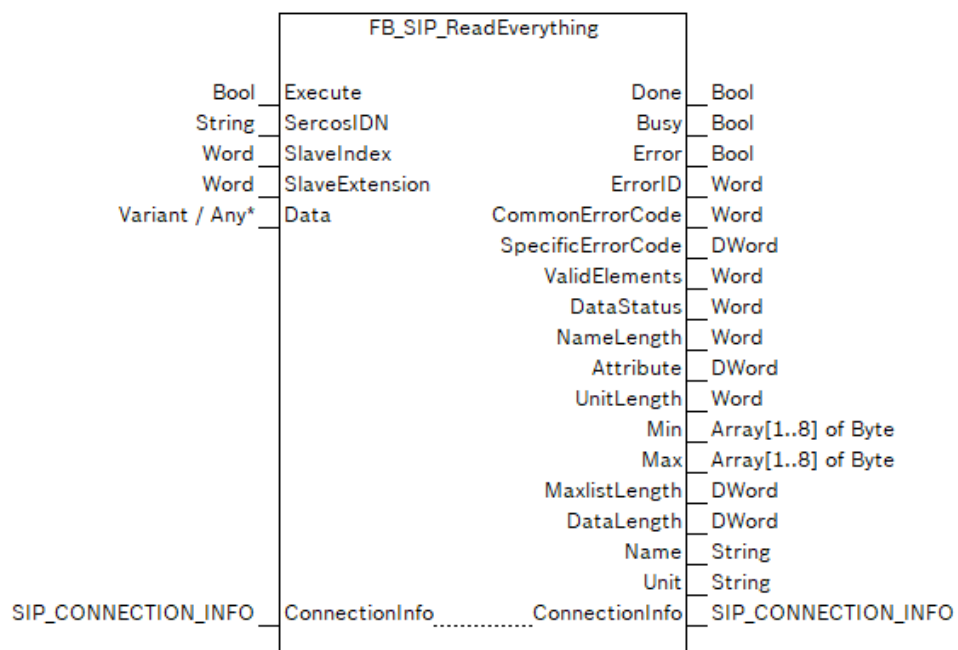 FB_SIP_ReadEverything
Bool Execute Done Bool
String SercosIDN Busy Bool
Word SlaveIndex Error Bool
Word SlaveExtension ErrorID Word
Variant / Any* Data CommonErrorCode Word
SpecificErrorCode DWord
ValidElements Word
DataStatus Word
NameLength Word
Attribute DWord
UnitLength Word
Min Array[1..8] of Byte
Max Array[1..8] of Byte
MaxlistLength DWord
DataLength DWord
Name String
Unit String
SIP_CONNECTION_INFO ConnectionInfo ConnectionInfo SIP_CONNECTION_INFO